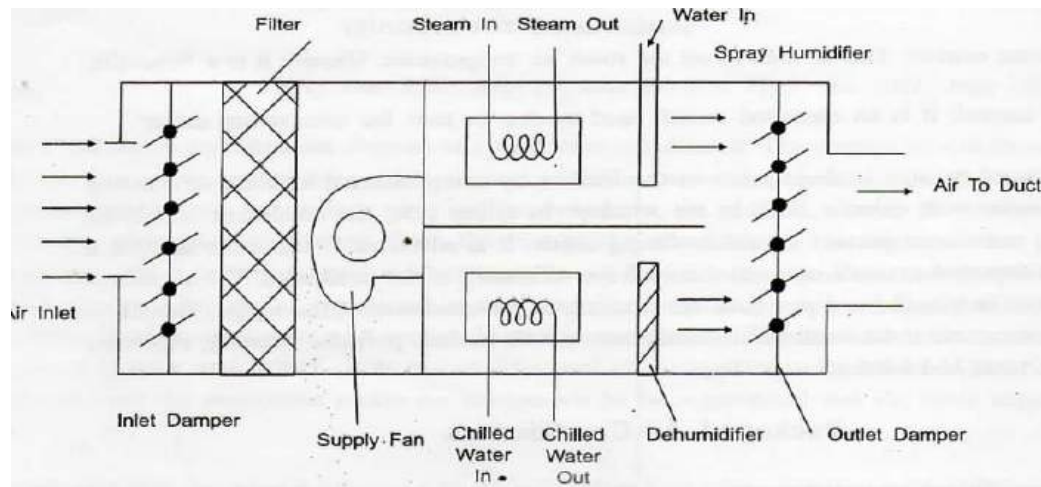 Filter
Steam In Steam Out
Water In
Spray Humidifier
Air To Duct
Air Inlet
Inlet Damper
Supply Fan
Chilled Water In
Chilled Water Out
Dehumidifier
Outlet Damper